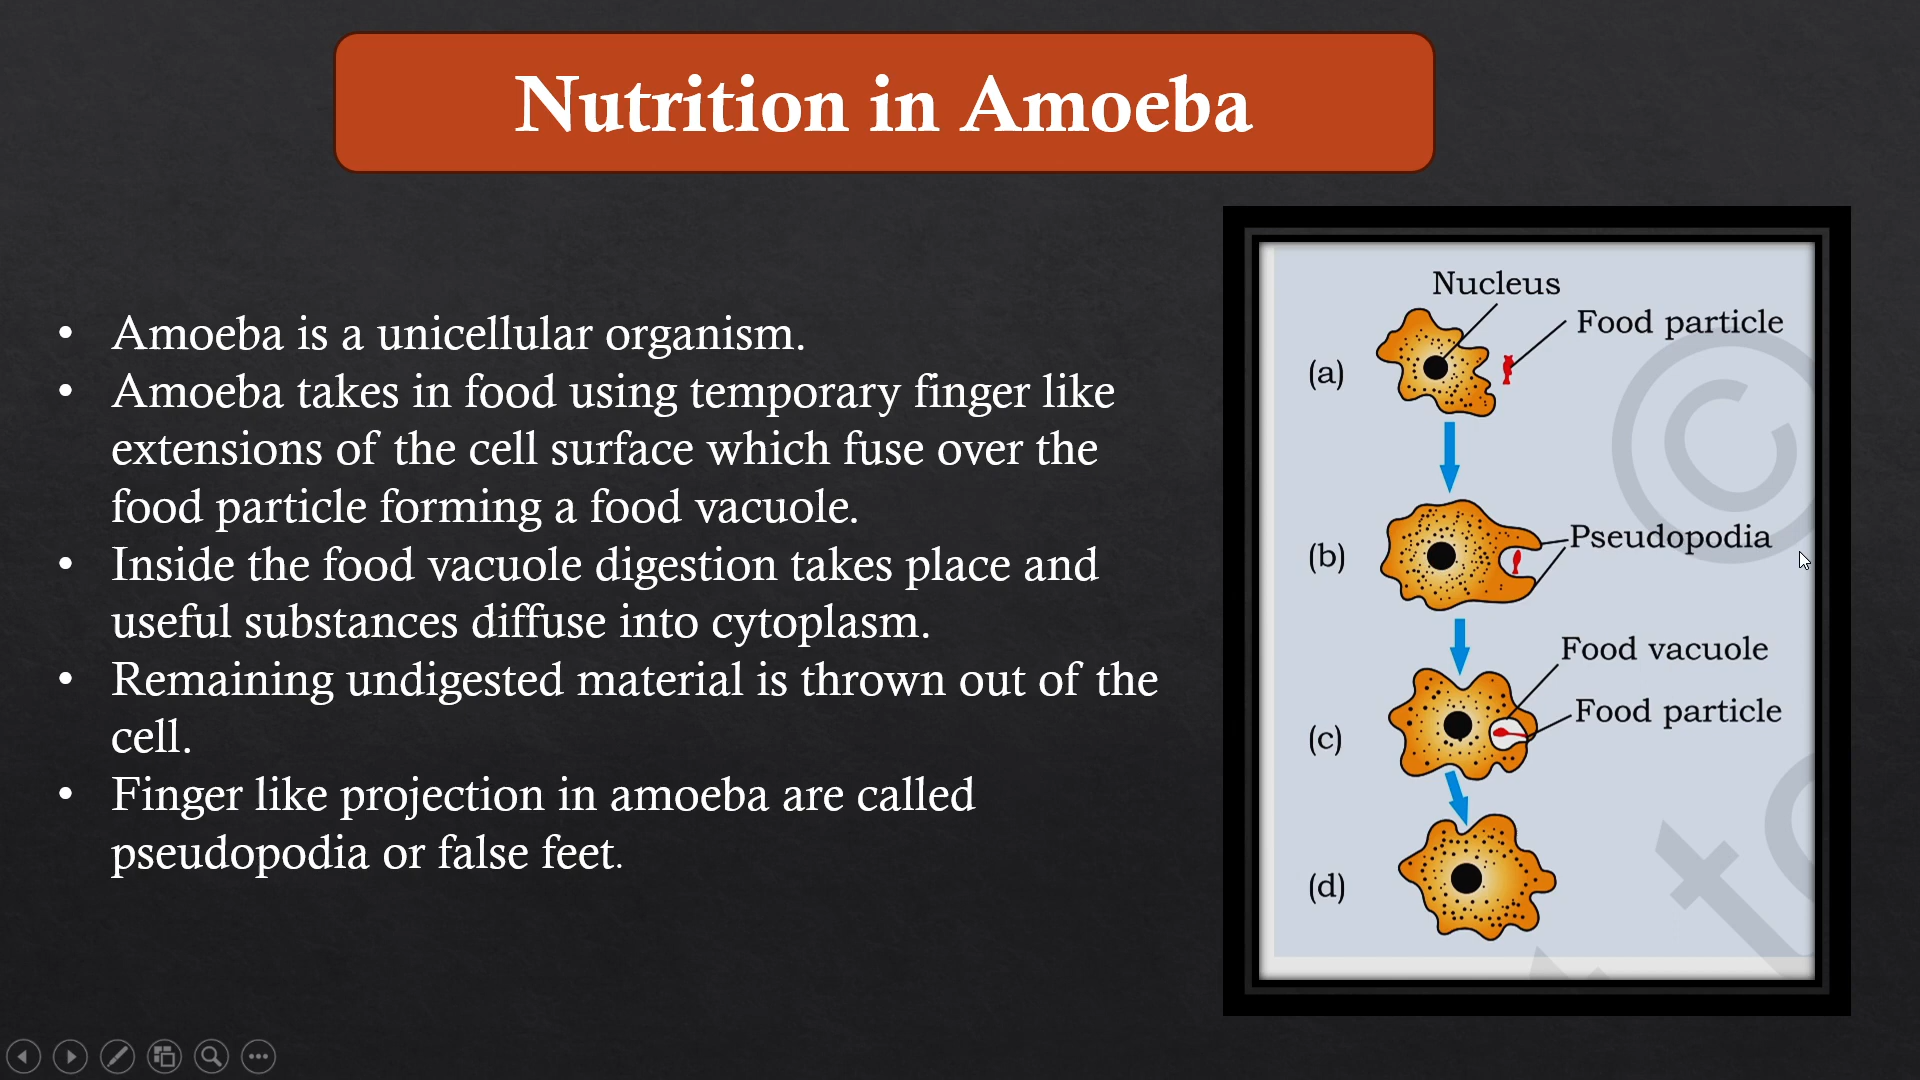 Nutrition in Amoeba
• Amoeba is a unicellular organism.
• Amoeba takes in food using temporary finger like
extensions of the cell surface which fuse over the
food particle forming a food vacuole.
• Inside the food vacuole digestion takes place and
useful substances diffuse into cytoplasm.
• Remaining undigested material is thrown out of the
cell.
• Finger like projection in amoeba are called
pseudopodia or false feet.
Nucleus
Food particle
(a)
Pseudopodia
(b)
Food vacuole
Food particle
(c)
(d)
©